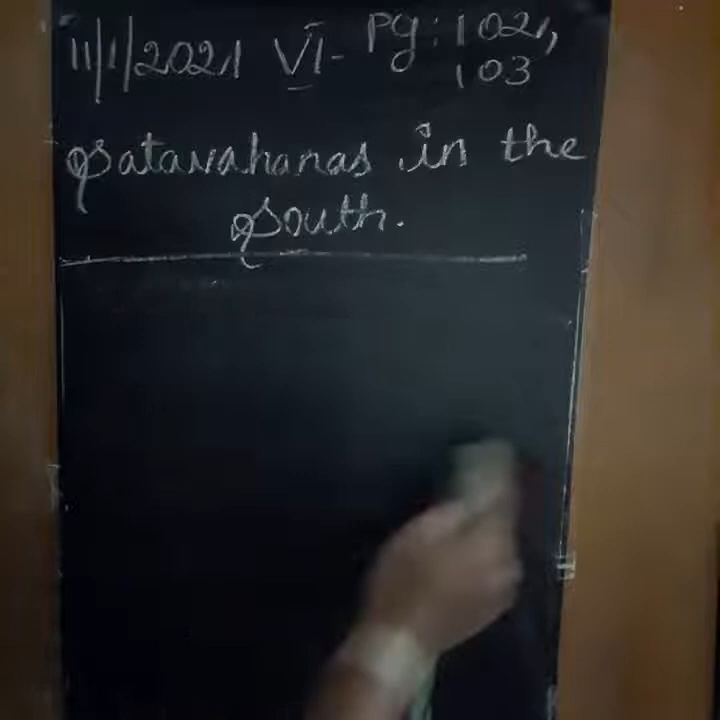 11/1/2021 VI- Pg: 102,
103
Satavahanas in the
South.